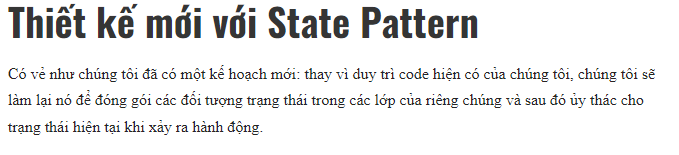 Thiết kế mới với State Pattern
Có vẻ như chúng tôi đã có một kế hoạch mới: thay vì duy trì code hiện có của chúng tôi, chúng tôi sẽ
làm lại nó để đóng gói các đối tượng trạng thái trong các lớp của riêng chúng và sau đó ủy thác cho
trạng thái hiện tại khi xảy ra hành động.